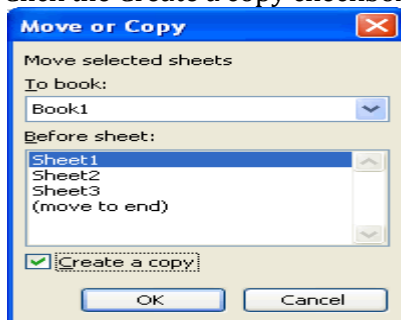 Move or Copy
Move selected sheets
To book:
Book1
Before sheet:
Sheet1
Sheet2
Sheet3
(move to end)
Create a copy
OK Cancel